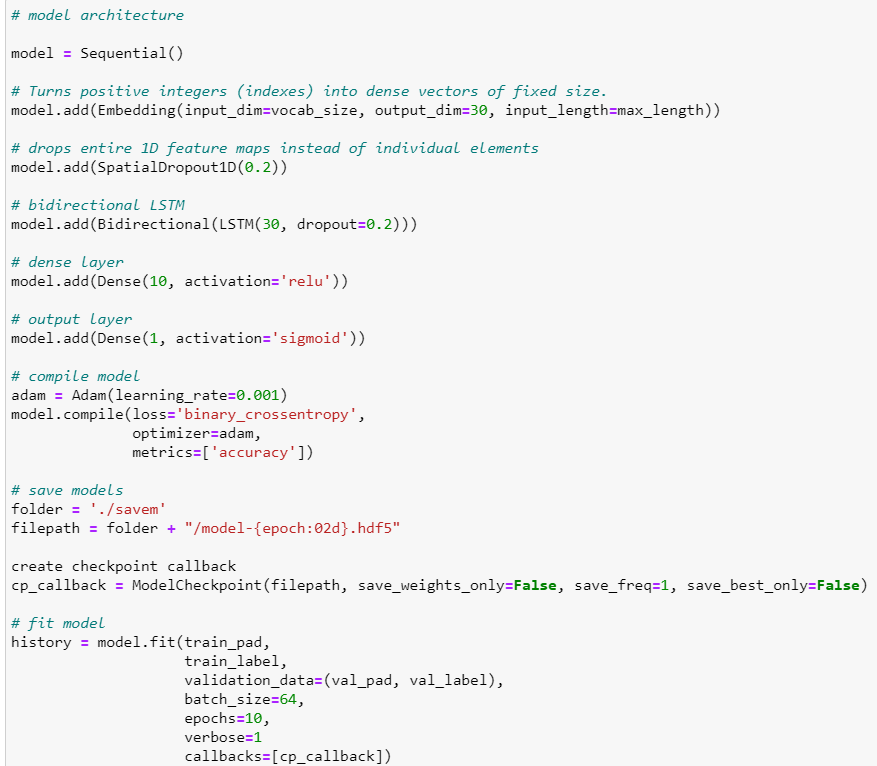 # model architecture
model = Sequential()
# Turns positive integers (indexes) into dense vectors of fixed size.
model.add(Embedding(input_dim=vocab_size, output_dim=30, input_length=max_length))
# drops entire 1D feature maps instead of individual elements
model.add(SpatialDropout1D(0.2))
# bidirectional LSTM
model.add(Bidirectional(LSTM(30, dropout=0.2)))
# dense layer
model.add(Dense(10, activation='relu'))
# output layer
model.add(Dense(1, activation='sigmoid'))
# compile model
adam = Adam(learning_rate=0.001)
model.compile(loss='binary_crossentropy',
              optimizer=adam,
              metrics=['accuracy'])
# save models
folder = './savem'
filepath = folder + "/model-{epoch:02d}.hdf5"
create checkpoint callback
cp_callback = ModelCheckpoint(filepath, save_weights_only=False, save_freq=1, save_best_only=False)
# fit model
history = model.fit(train_pad,
                    train_label,
                    validation_data=(val_pad, val_label),
                    batch_size=64,
                    epochs=10,
                    verbose=1
                    callbacks=[cp_callback])